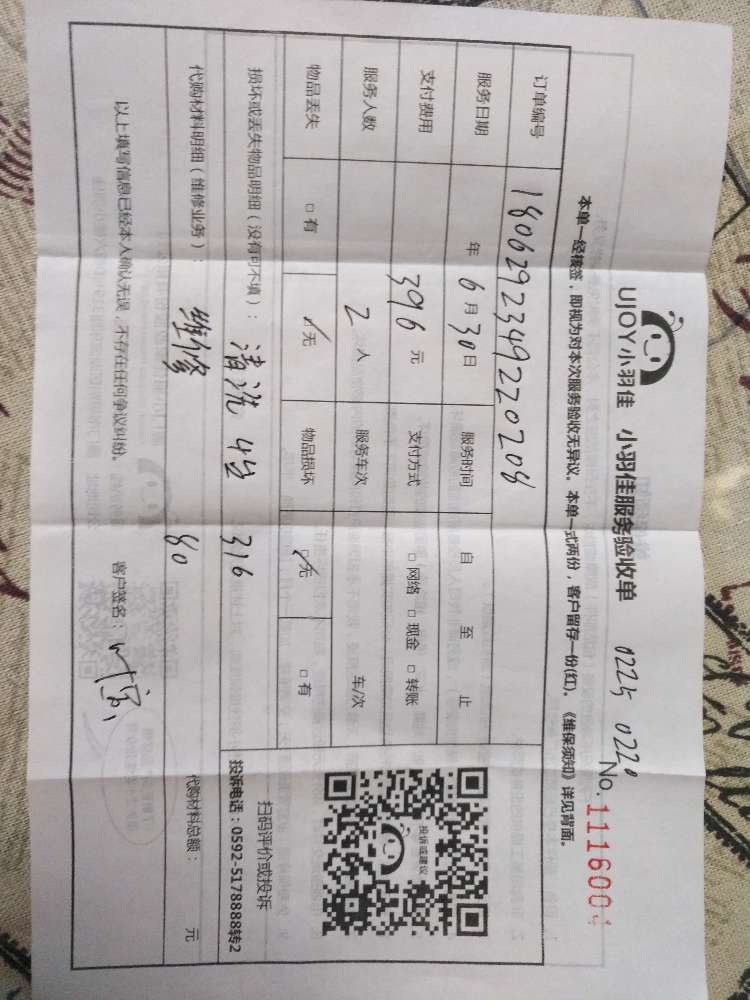 UJOY小羽佳 小羽佳服务验收单 0225 0220
No.111600
本单一经核签，即视为对本次服务验收无异议。本单一式两份，客户留存一份(红)。《维保须知》详见背面。
订单编号 1806292349220208
服务日期 年 6 月 30 日 服务时间 自 至 止
支付费用 396 元 支付方式 □网络 □现金 □转账
服务人数 2 人 服务车次 车/次
物品丢失 □有 ☑无 物品损坏 ☑无 □有
损坏或丢失物品明细（没有可不填）： 清洗 4台 316
代购材料明细（维修业务）： 维修 80 代购材料总额： 元
投诉或建议
扫码评价或投诉
投诉电话：0592-5178888转2
以上填写信息已经本人确认无误，不存在任何争议纠纷。 客户签名：